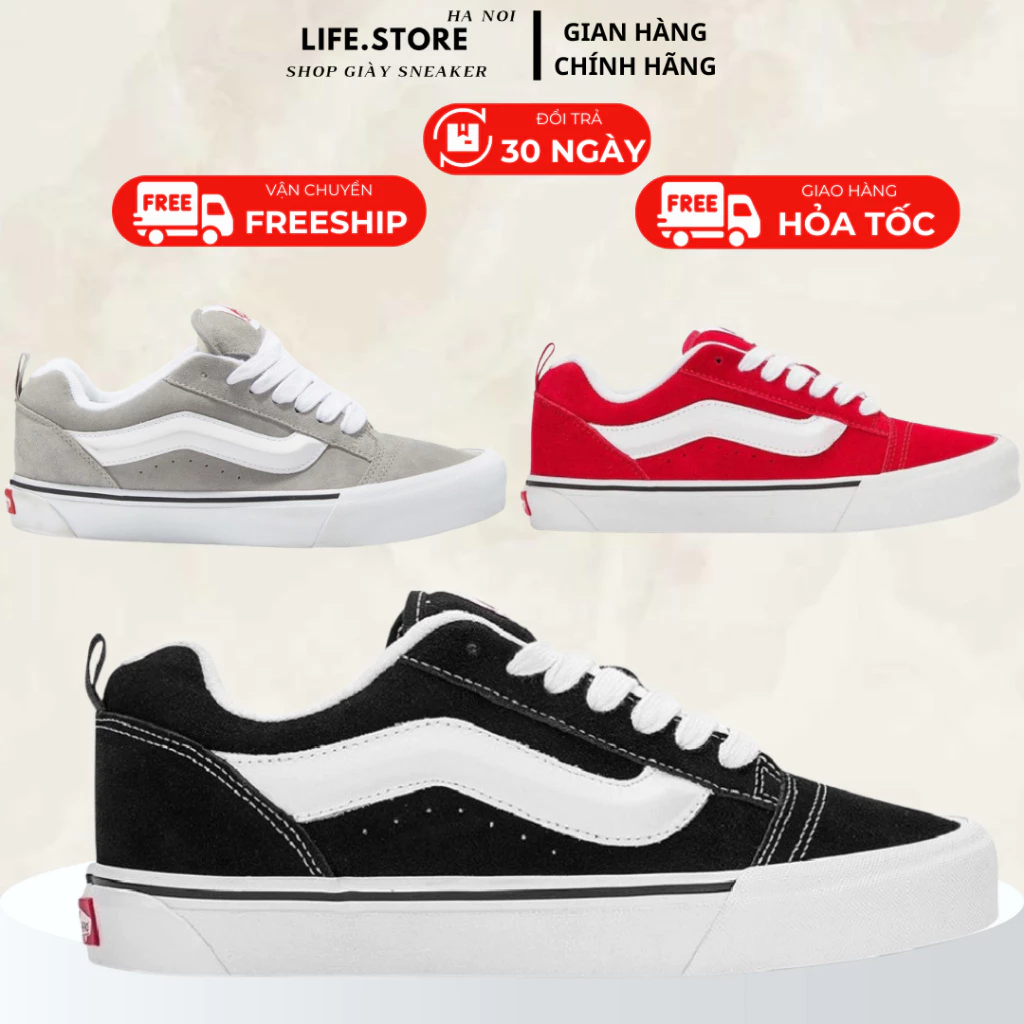 HA NOI
LIFE.STORE
SHOP GIÀY SNEAKER
GIAN HÀNG
CHÍNH HÃNG
ĐỔI TRẢ
30 NGÀY
FREE
VẬN CHUYỂN
FREESHIP
FREE
GIAO HÀNG
HỎA TỐC